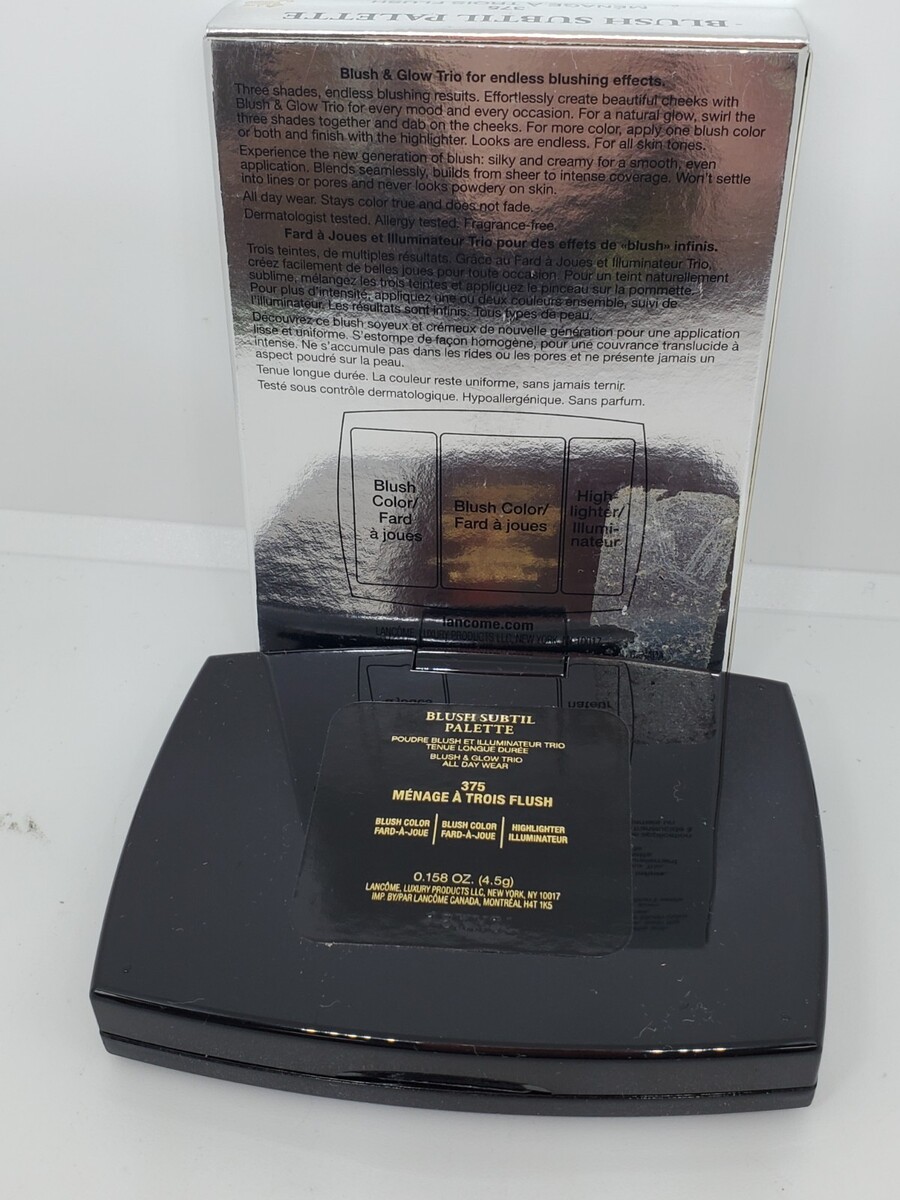 BLUSH SUBTIL PALETTE
375
MÉNAGE À TROIS FLUSH
Blush & Glow Trio for endless blushing effects.
Three shades, endless blushing results. Effortlessly create beautiful cheeks with
Blush & Glow Trio for every mood and every occasion. For a natural glow, swirl the
three shades together and dab on the cheeks. For more color, apply one blush color
or both and finish with the highlighter. Looks are endless. For all skin tones.
Experience the new generation of blush: silky and creamy for a smooth, even
application. Blends seamlessly, builds from sheer to intense coverage. Won't settle
into lines or pores and never looks powdery on skin.
All day wear. Stays color true and does not fade.
Dermatologist tested. Allergy tested. Fragrance-free.
Fard à Joues et Illuminateur Trio pour des effets de «blush» infinis.
Trois teintes, de multiples résultats. Grâce au Fard à Joues et Illuminateur Trio,
créez facilement de belles joues pour toute occasion. Pour un teint naturellement
sublime, mélangez les trois teintes et appliquez le pinceau sur la pommette.
Pour plus d'intensité, appliquez une ou deux couleurs ensemble, suivi de
l'Illuminateur. Les résultats sont infinis. Tous types de peau.
Découvrez ce blush soyeux et crémeux de nouvelle génération pour une application
lisse et uniforme. S'estompe de façon homogène, pour une couvrance translucide à
intense. Ne s'accumule pas dans les rides ou les pores et ne présente jamais un
aspect poudré sur la peau.
Tenue longue durée. La couleur reste uniforme, sans jamais ternir.
Testé sous contrôle dermatologique. Hypoallergénique. Sans parfum.
Blush
Color/
Fard
à joues
Blush Color/
Fard à joues
High-
lighter/
Illumi-
nateur
lancome.com
LANCÔME, LUXURY PRODUCTS LLC, NEW YORK, NY 10017
BLUSH SUBTIL
PALETTE
POUDRE BLUSH ET ILLUMINATEUR TRIO
TENUE LONGUE DURÉE
BLUSH & GLOW TRIO
ALL DAY WEAR
375
MÉNAGE À TROIS FLUSH
BLUSH COLOR
FARD-À-JOUE
BLUSH COLOR
FARD-À-JOUE
HIGHLIGHTER
ILLUMINATEUR
0.158 OZ. (4.5g)
LANCÔME, LUXURY PRODUCTS LLC, NEW YORK, NY 10017
IMP. BY/PAR LANCÔME CANADA, MONTRÉAL H4T 1K5